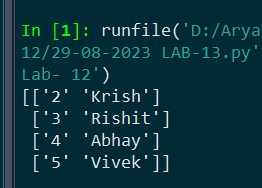 In [1]: runfile('D:/Arya
12/29-08-2023 LAB-13.py'
Lab- 12')
[['2' 'Krish']
['3' 'Rishit']
['4' 'Abhay']
['5' 'Vivek']]